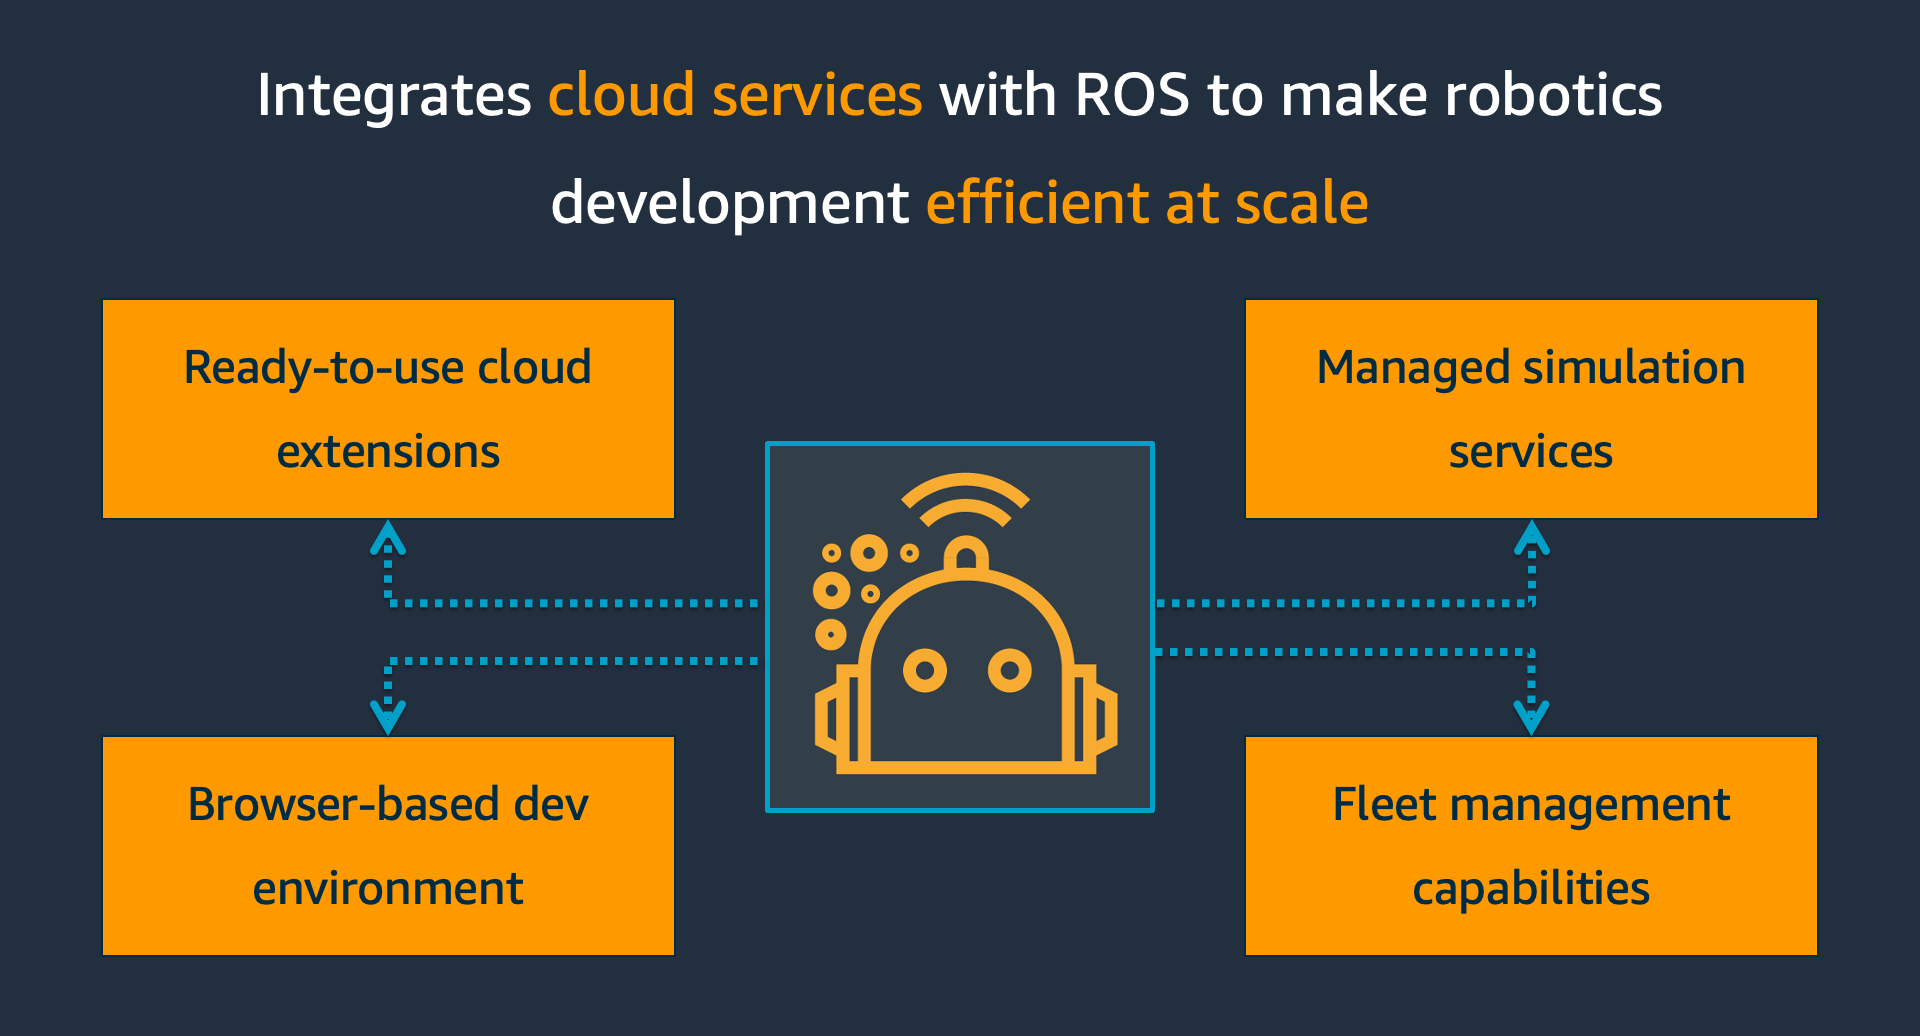 Integrates cloud services with ROS to make robotics
development efficient at scale
Ready-to-use cloud
extensions
Managed simulation
services
Browser-based dev
environment
Fleet management
capabilities